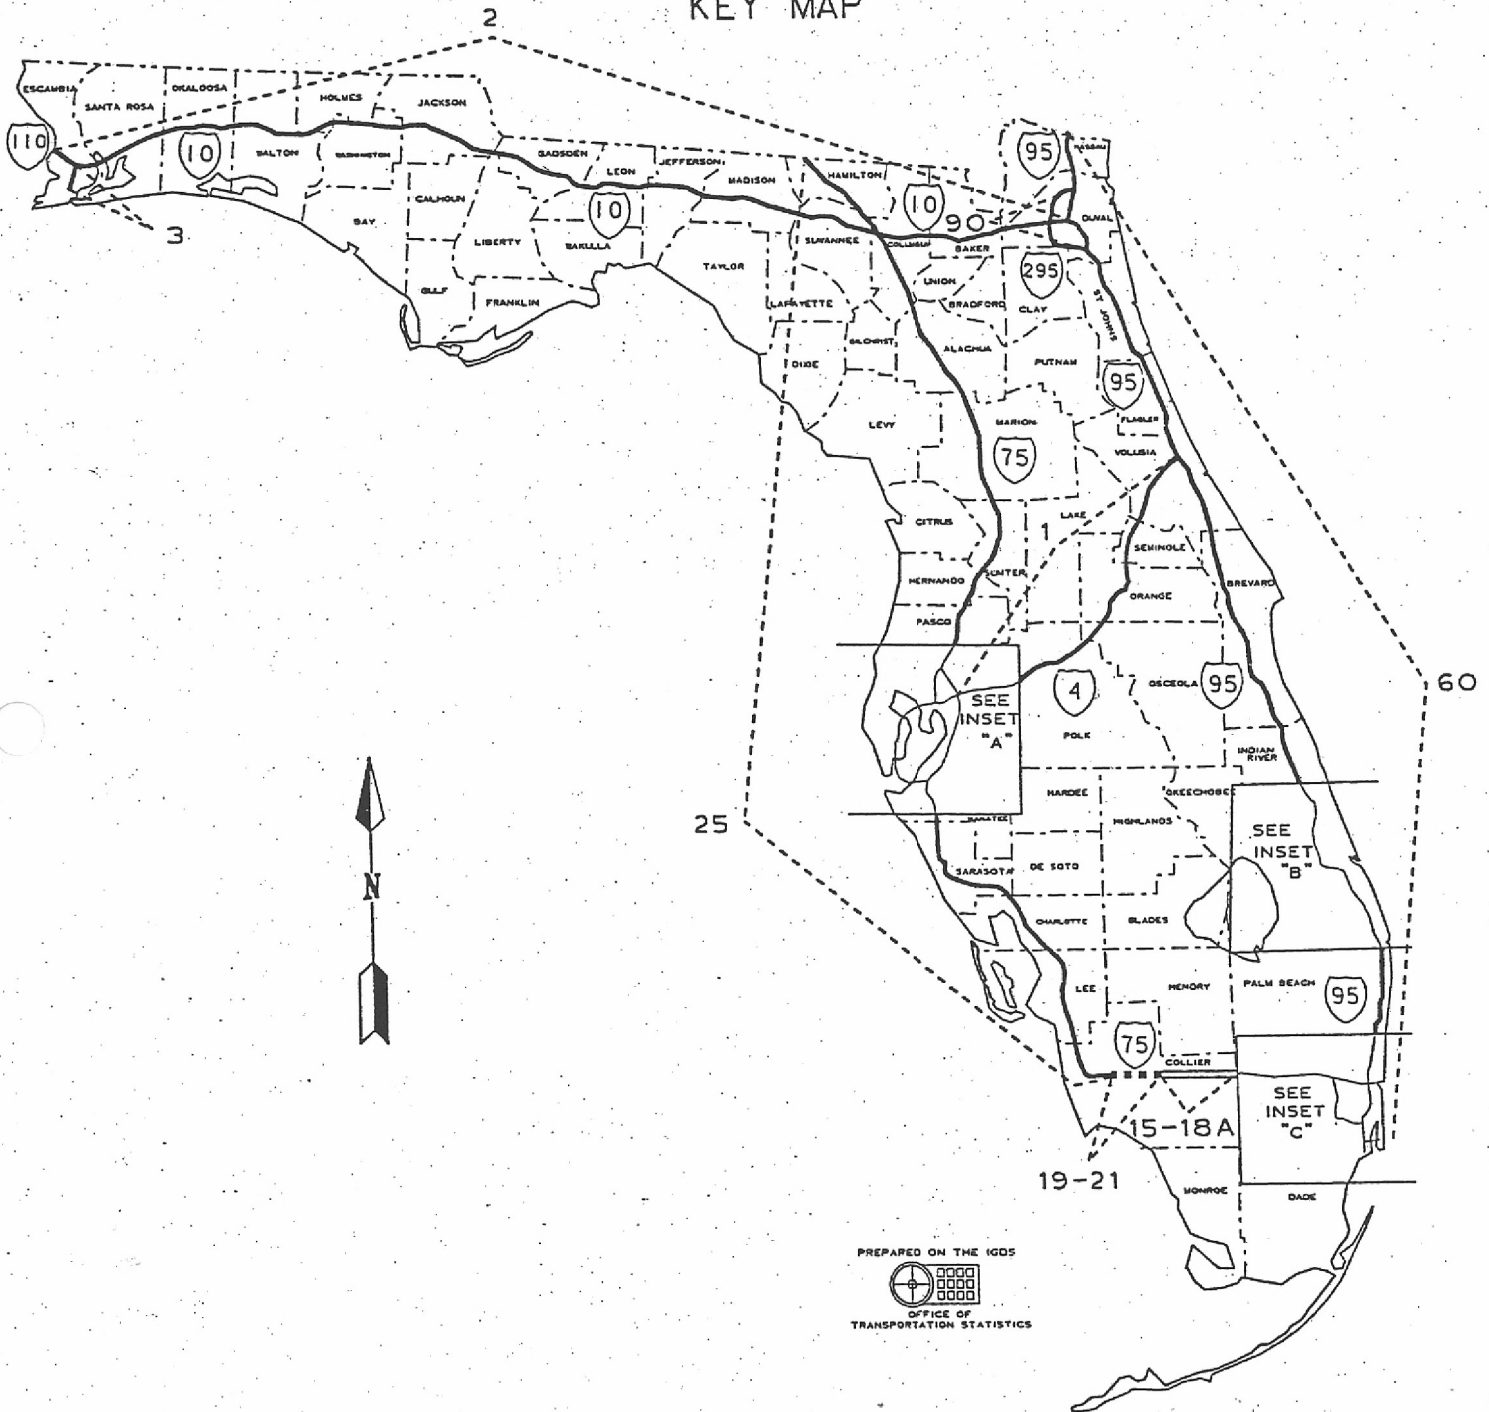 KEY MAP
2
ESCAMBIA
SANTA ROSA
OKALOOSA
HOLMES
JACKSON
110
10
WALTON
WASHINGTON
GADSDEN
LEON
JEFFERSON
MADISON
HAMILTON
95
NASSAU
3
BAY
CALHOUN
LIBERTY
10
WAKULLA
TAYLOR
SUWANNEE
COLUMBIA
10
90
BAKER
DUVAL
GULF
FRANKLIN
LAFAYETTE
UNION
BRADFORD
295
CLAY
ST JOHNS
DIXIE
GILCHRIST
ALACHUA
PUTNAM
95
LEVY
MARION
75
FLAGLER
VOLUSIA
CITRUS
LAKE
1
SEMINOLE
HERNANDO
SUMTER
ORANGE
BREVARD
PASCO
SEE
INSET
"A"
4
OSCEOLA
95
60
POLK
INDIAN
RIVER
25
MANATEE
HARDEE
HIGHLANDS
OKEECHOBE
SEE
INSET
"B"
N
SARASOTA
DE SOTO
CHARLOTTE
GLADES
LEE
HENDRY
PALM BEACH
95
75
COLLIER
15-18A
19-21
SEE
INSET
"C"
MONROE
DADE
PREPARED ON THE IGDS
OFFICE OF
TRANSPORTATION STATISTICS